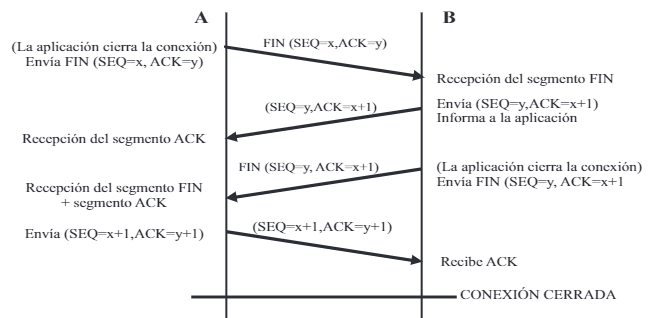 A B
(La aplicación cierra la conexión)
Envía FIN (SEQ=x, ACK=y)
FIN (SEQ=x,ACK=y)
Recepción del segmento FIN
(SEQ=y,ACK=x+1)
Envía (SEQ=y,ACK=x+1)
Informa a la aplicación
Recepción del segmento ACK
FIN (SEQ=y, ACK=x+1)
(La aplicación cierra la conexión)
Envía FIN (SEQ=y, ACK=x+1
Recepción del segmento FIN
+ segmento ACK
Envía (SEQ=x+1,ACK=y+1)
(SEQ=x+1,ACK=y+1)
Recibe ACK
CONEXIÓN CERRADA